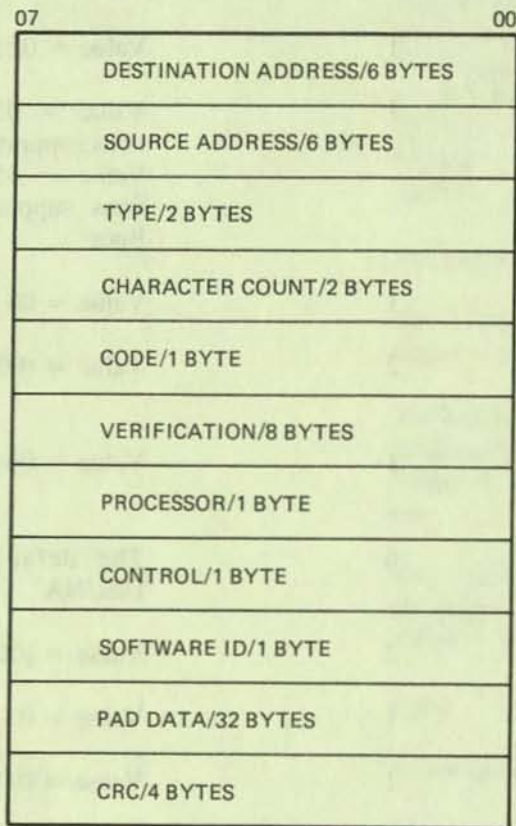 07 00
DESTINATION ADDRESS/6 BYTES
SOURCE ADDRESS/6 BYTES
TYPE/2 BYTES
CHARACTER COUNT/2 BYTES
CODE/1 BYTE
VERIFICATION/8 BYTES
PROCESSOR/1 BYTE
CONTROL/1 BYTE
SOFTWARE ID/1 BYTE
PAD DATA/32 BYTES
CRC/4 BYTES